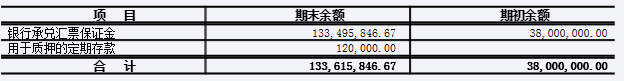 项 目 期末余额 期初余额
银行承兑汇票保证金 133,495,846.67 38,000,000.00
用于质押的定期存款 120,000.00
合 计 133,615,846.67 38,000,000.00